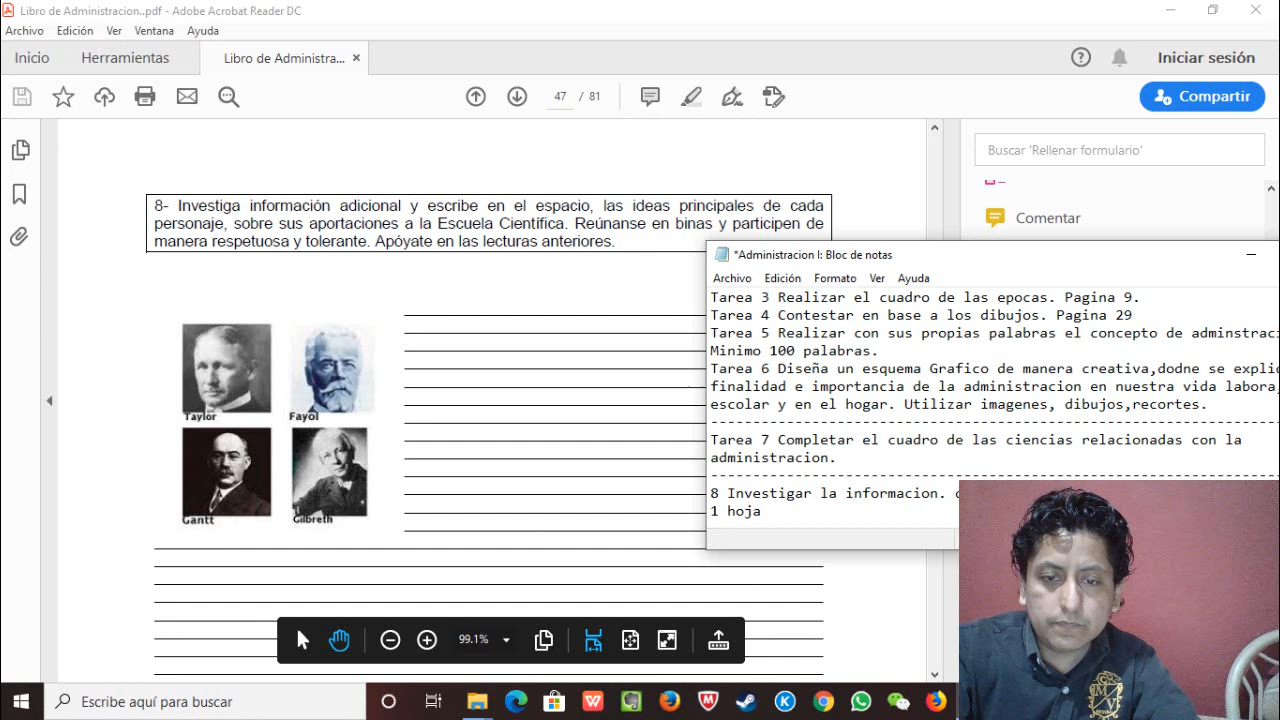 Libro de Administracion..pdf - Adobe Acrobat Reader DC
Archivo Edición Ver Ventana Ayuda
Inicio Herramientas Libro de Administra... × Iniciar sesión
47 / 81 Compartir
Buscar 'Rellenar formulario'
Comentar
8- Investiga información adicional y escribe en el espacio, las ideas principales de cada
personaje, sobre sus aportaciones a la Escuela Científica. Reúnanse en binas y participen de
manera respetuosa y tolerante. Apóyate en las lecturas anteriores.
Taylor Fayol
Gantt Gilbreth
*Administracion I: Bloc de notas
Archivo Edición Formato Ver Ayuda
Tarea 3 Realizar el cuadro de las epocas. Pagina 9.
Tarea 4 Contestar en base a los dibujos. Pagina 29
Tarea 5 Realizar con sus propias palabras el concepto de adminstraci
Minimo 100 palabras.
Tarea 6 Diseña un esquema Grafico de manera creativa,dodne se expli
finalidad e importancia de la administracion en nuestra vida labora
escolar y en el hogar. Utilizar imagenes, dibujos,recortes.
Tarea 7 Completar el cuadro de las ciencias relacionadas con la
administracion.
8 Investigar la informacion.
1 hoja
99.1%
Escribe aquí para buscar